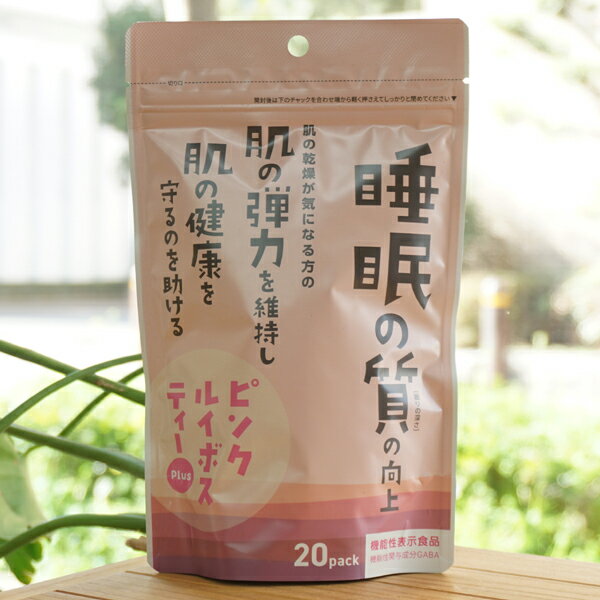 切り口
開封後は下のチャックを合わせ端から軽く押さえてしっかりと閉めてください▼
睡眠の質の向上
(眠りの深さ)
肌の乾燥が気になる方の
肌の弾力を維持し
肌の健康を
守るのを助ける
ピンク
ルイボス
ティー
Plus
20pack
機能性表示食品
機能性関与成分GABA